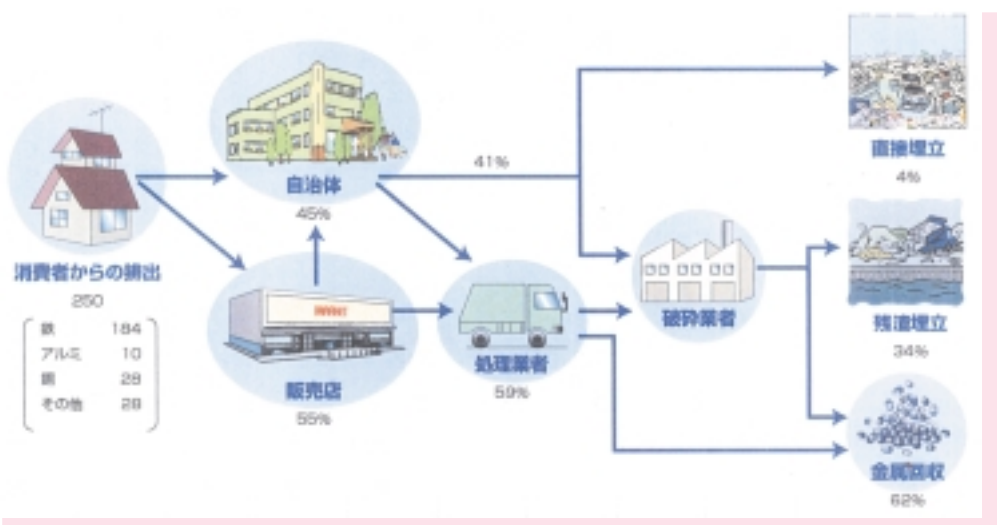 消費者からの排出
250
鉄 184
アルミ 10
銅 28
その他 28
自治体
45%
販売店
55%
41%
処理業者
59%
破砕業者
直接埋立
4%
残渣埋立
34%
金属回収
62%